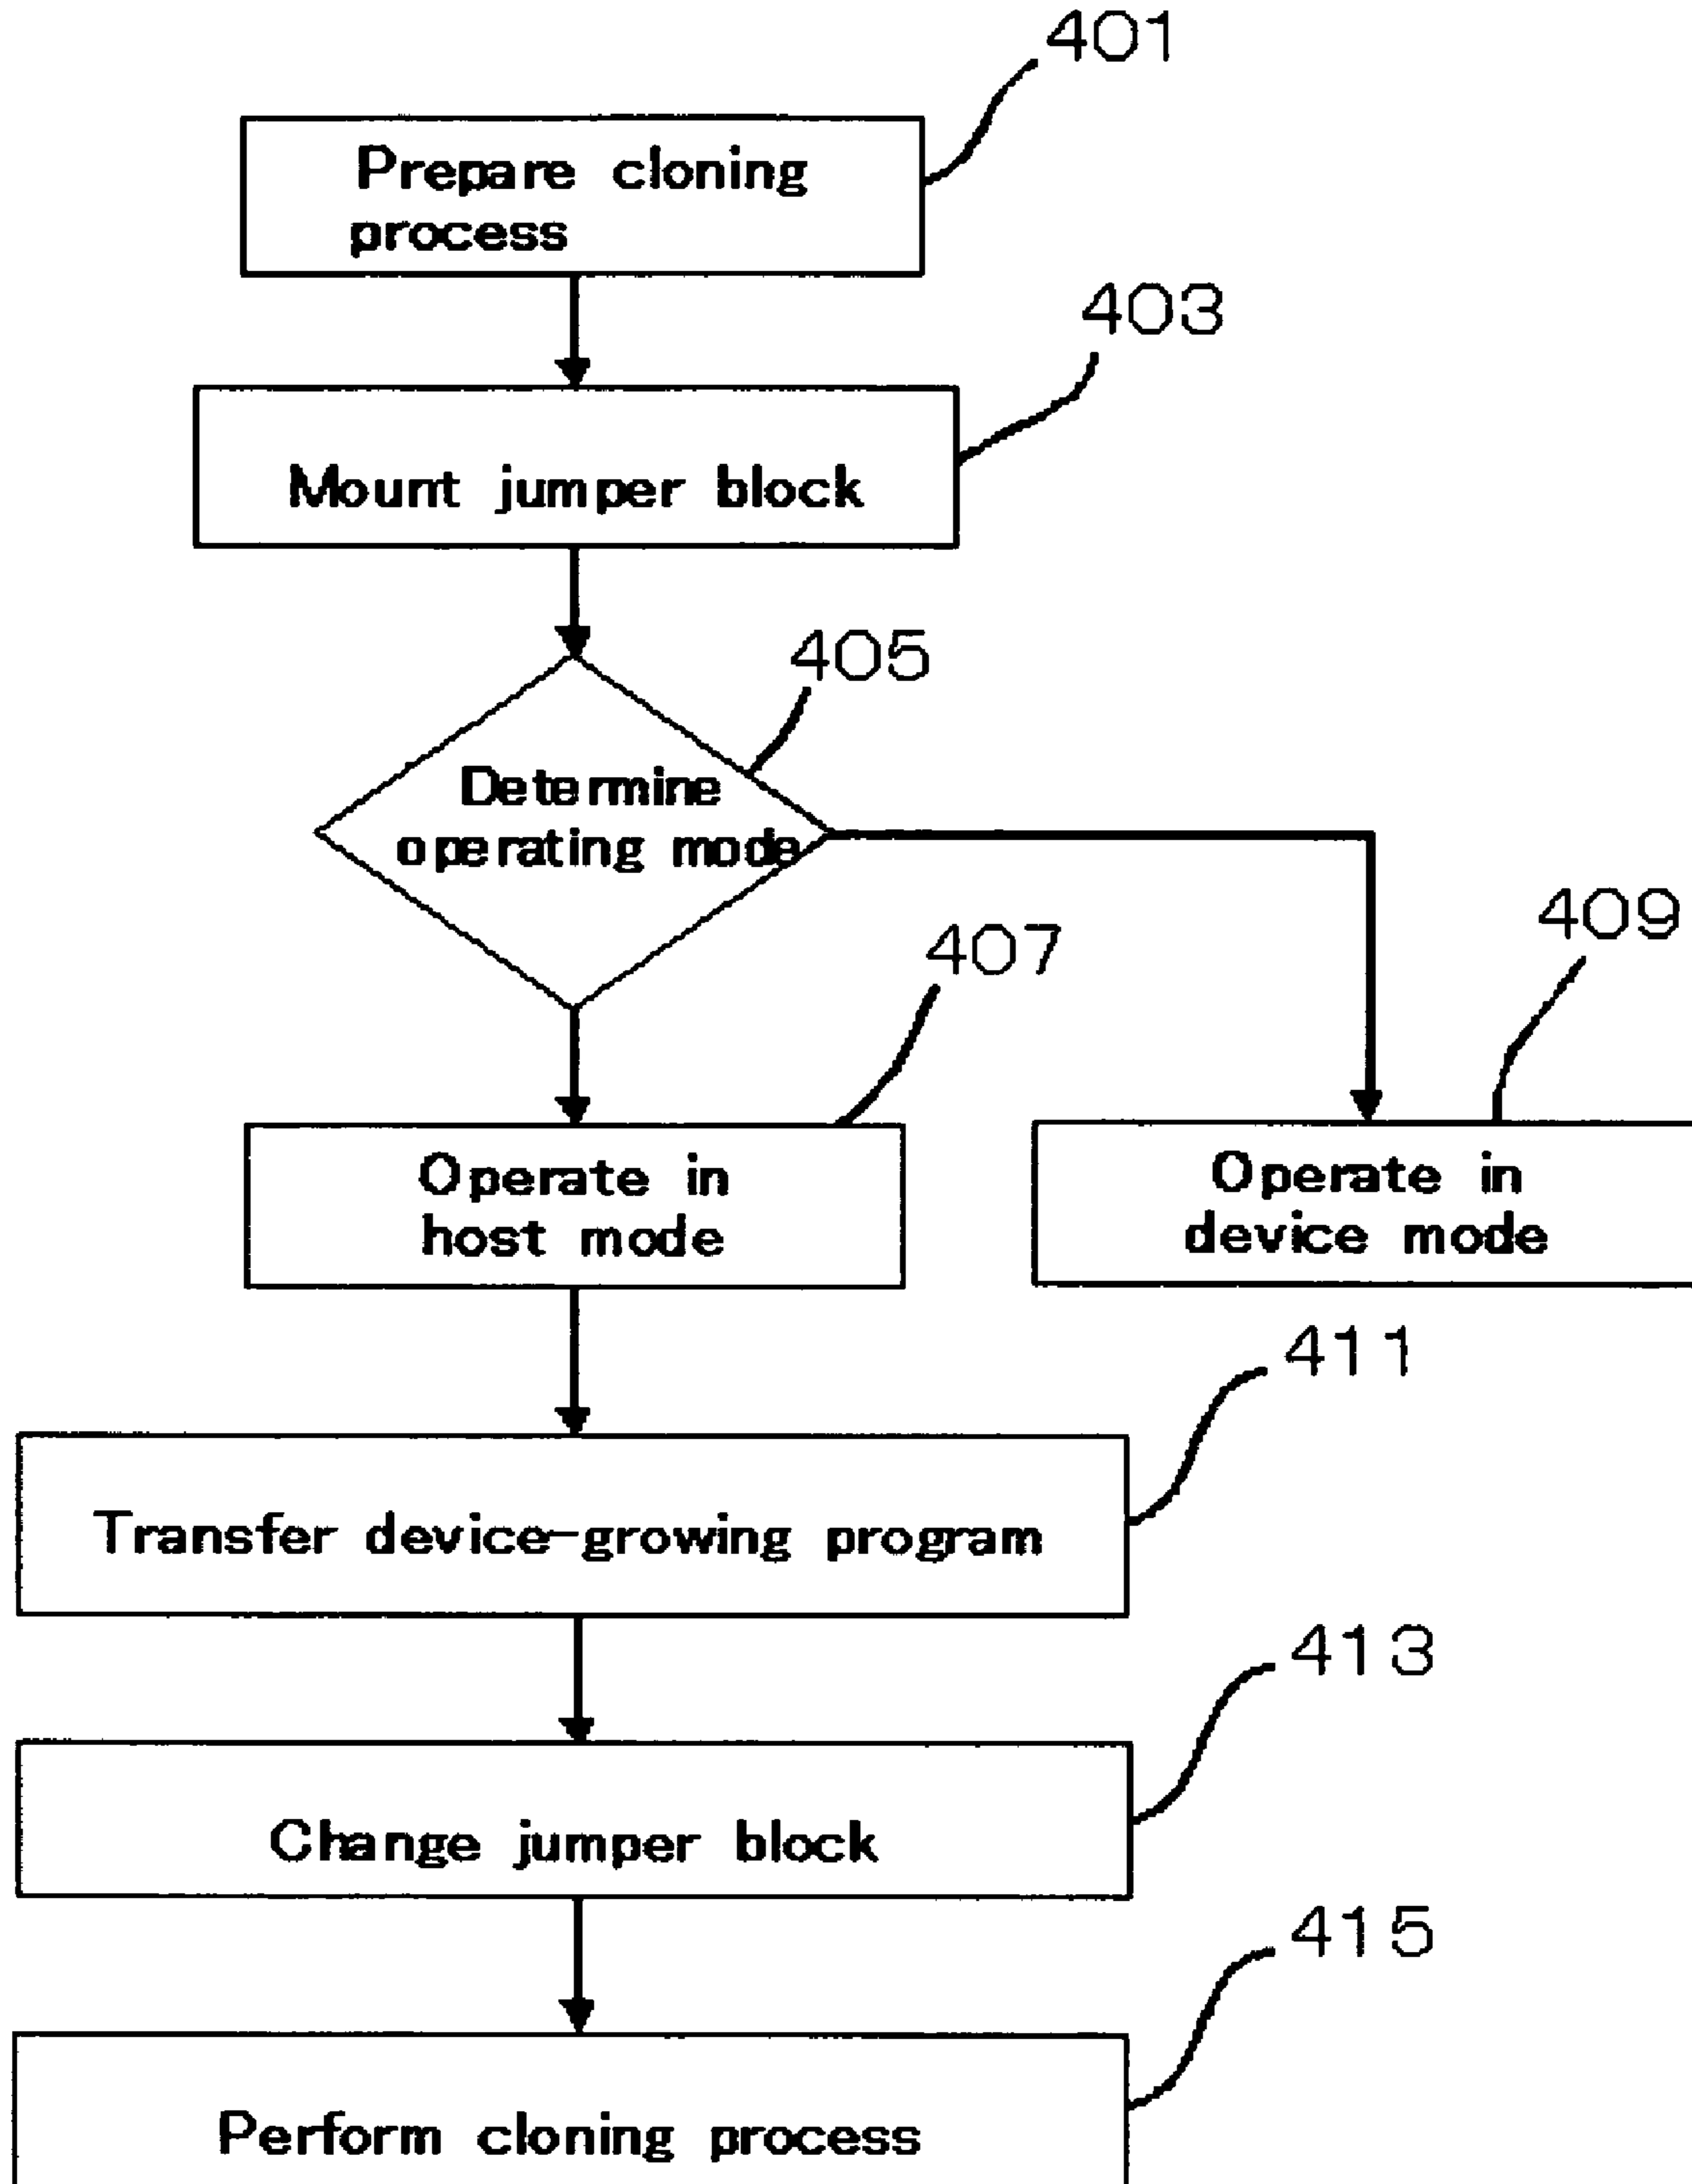 401
Prepare cloning
process
403
Mount jumper block
405
Determine
operating mode
407
409
Operate in
host mode
Operate in
device mode
411
Transfer device-growing program
413
Change jumper block
415
Perform cloning process